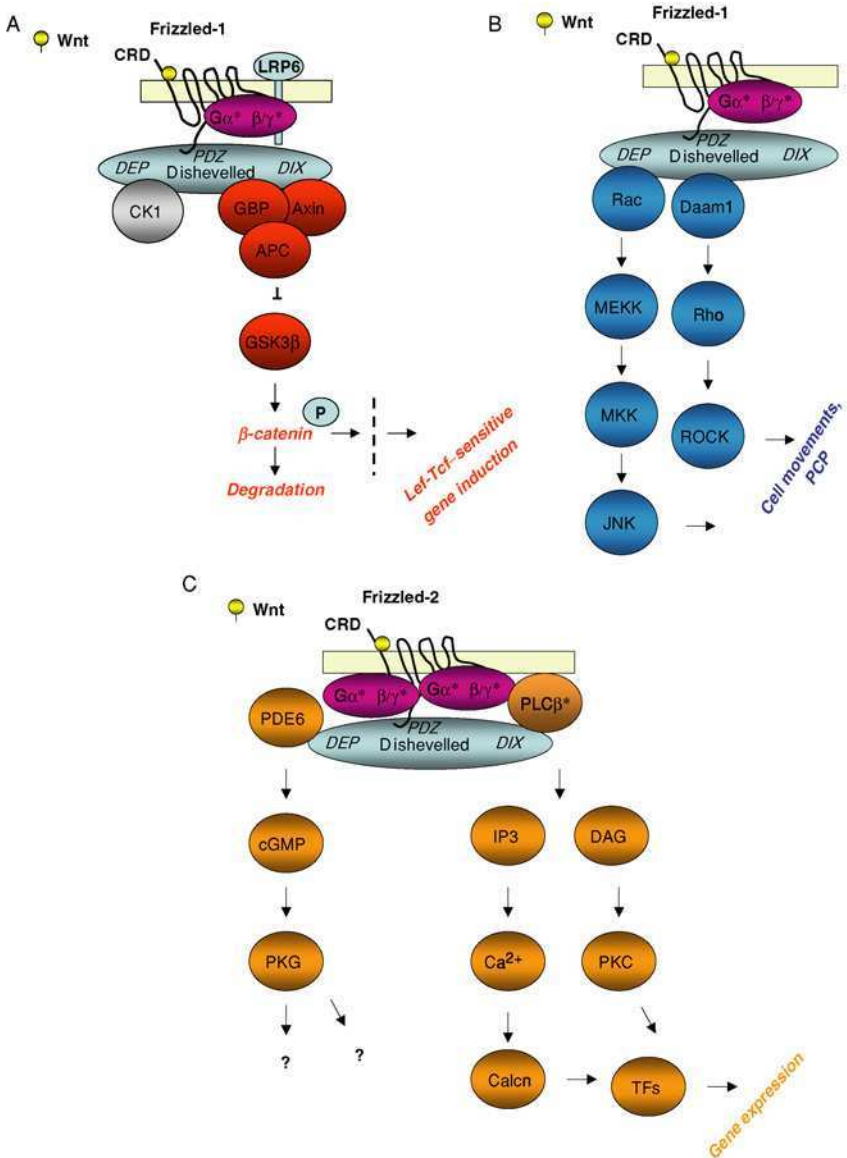 A
Wnt
Frizzled-1
CRD
LRP6
Gα* β/γ*
PDZ
DEP
Dishevelled
DIX
CK1
GBP
Axin
APC
GSK3β
P
β-catenin
Degradation
Lef-Tcf–sensitive
gene induction
B
Wnt
Frizzled-1
CRD
Gα* β/γ*
PDZ
DEP
Dishevelled
DIX
Rac
Daam1
MEKK
Rho
MKK
ROCK
JNK
Cell movements,
PCP
C
Wnt
Frizzled-2
CRD
Gα* β/γ*
Gα* β/γ*
PDE6
PLCβ*
PDZ
DEP
Dishevelled
DIX
cGMP
IP3
DAG
PKG
Ca²⁺
PKC
?
?
Calcn
TFs
Gene expression